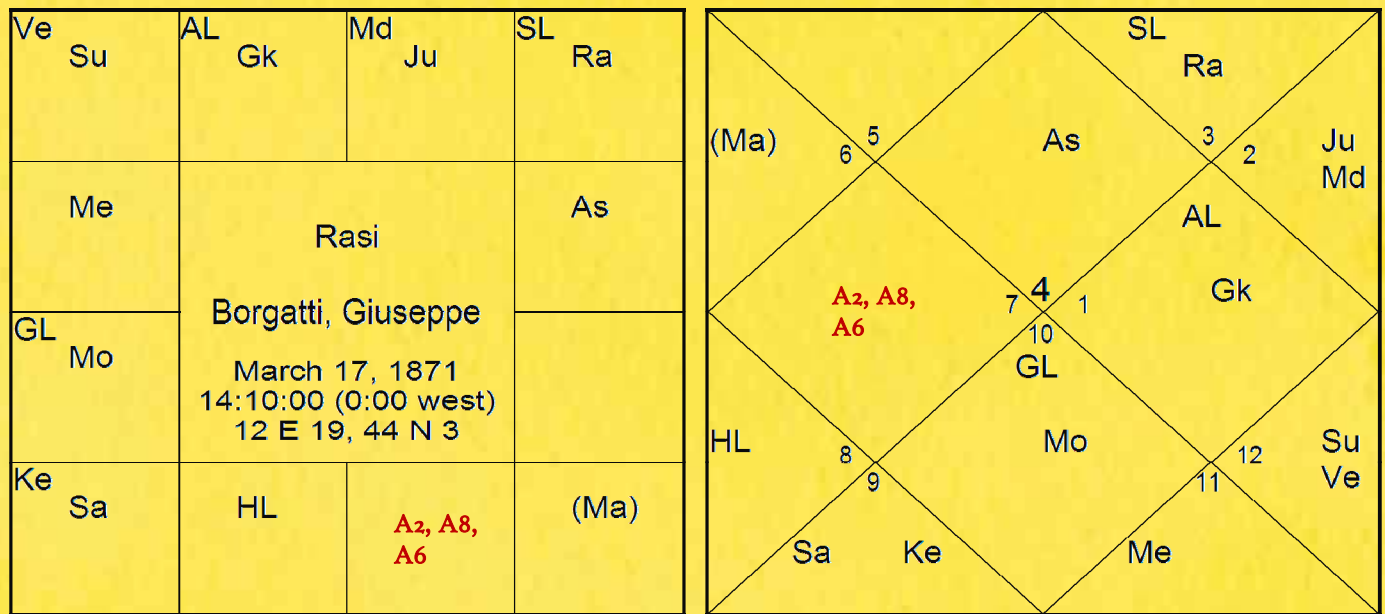 Ve
Su
AL
Gk
Md
Ju
SL
Ra
Me
As
Rasi
Borgatti, Giuseppe
March 17, 1871
14:10:00 (0:00 west)
12 E 19, 44 N 3
GL
Mo
Ke
Sa
HL
A2, A8,
A6
(Ma)
SL
Ra
(Ma)
6
5
As
3
2
Ju
Md
AL
Gk
A2, A8,
A6
7
4
1
10
GL
HL
8
9
Mo
12
11
Su
Ve
Sa
Ke
Me